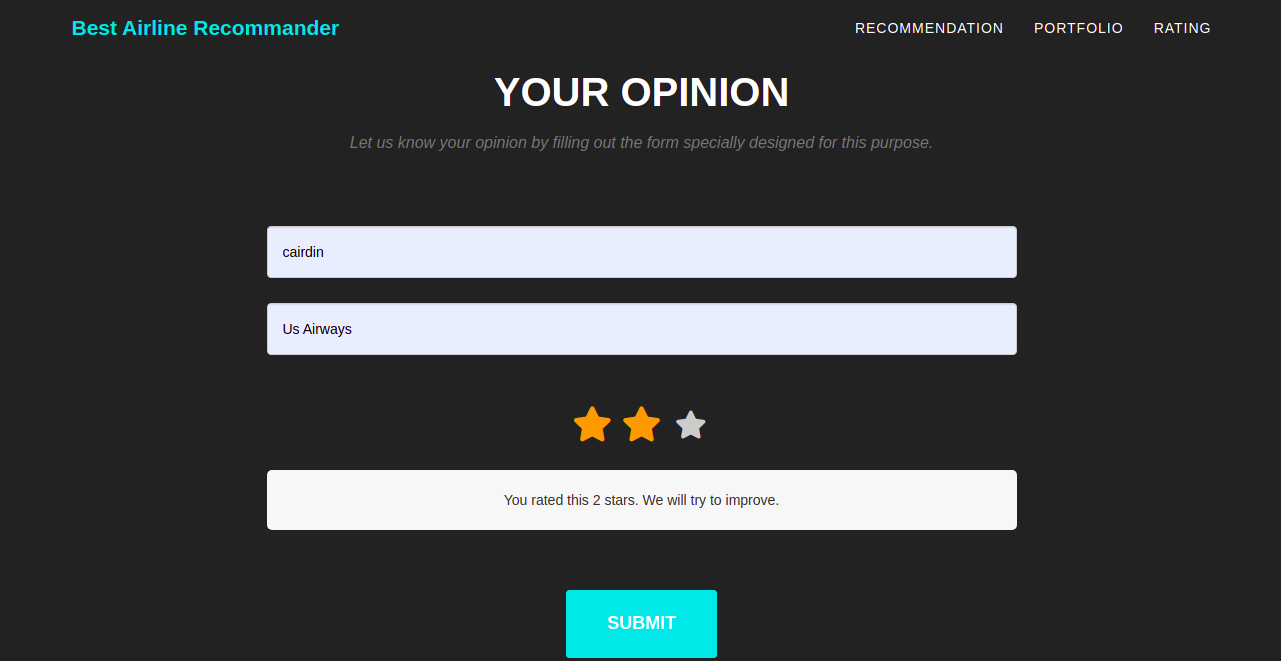 Best Airline Recommander
RECOMMENDATION PORTFOLIO RATING
YOUR OPINION
Let us know your opinion by filling out the form specially designed for this purpose.
cairdin
Us Airways
You rated this 2 stars. We will try to improve.
SUBMIT